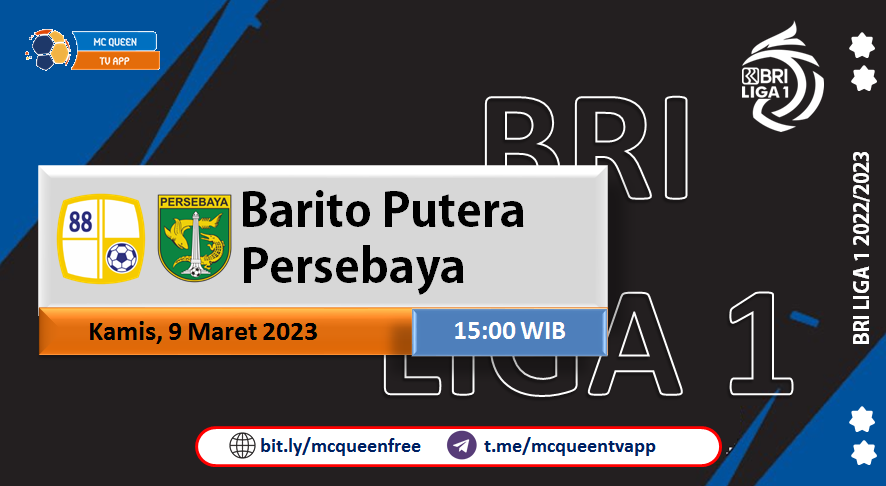 MC QUEEN
TV APP
BRI
LIGA 1
BRI
LIGA 1
BRI LIGA 1 2022/2023
88
PERSEBAYA
Barito Putera
Persebaya
Kamis, 9 Maret 2023
15:00 WIB
bit.ly/mcqueenfree
t.me/mcqueentvapp